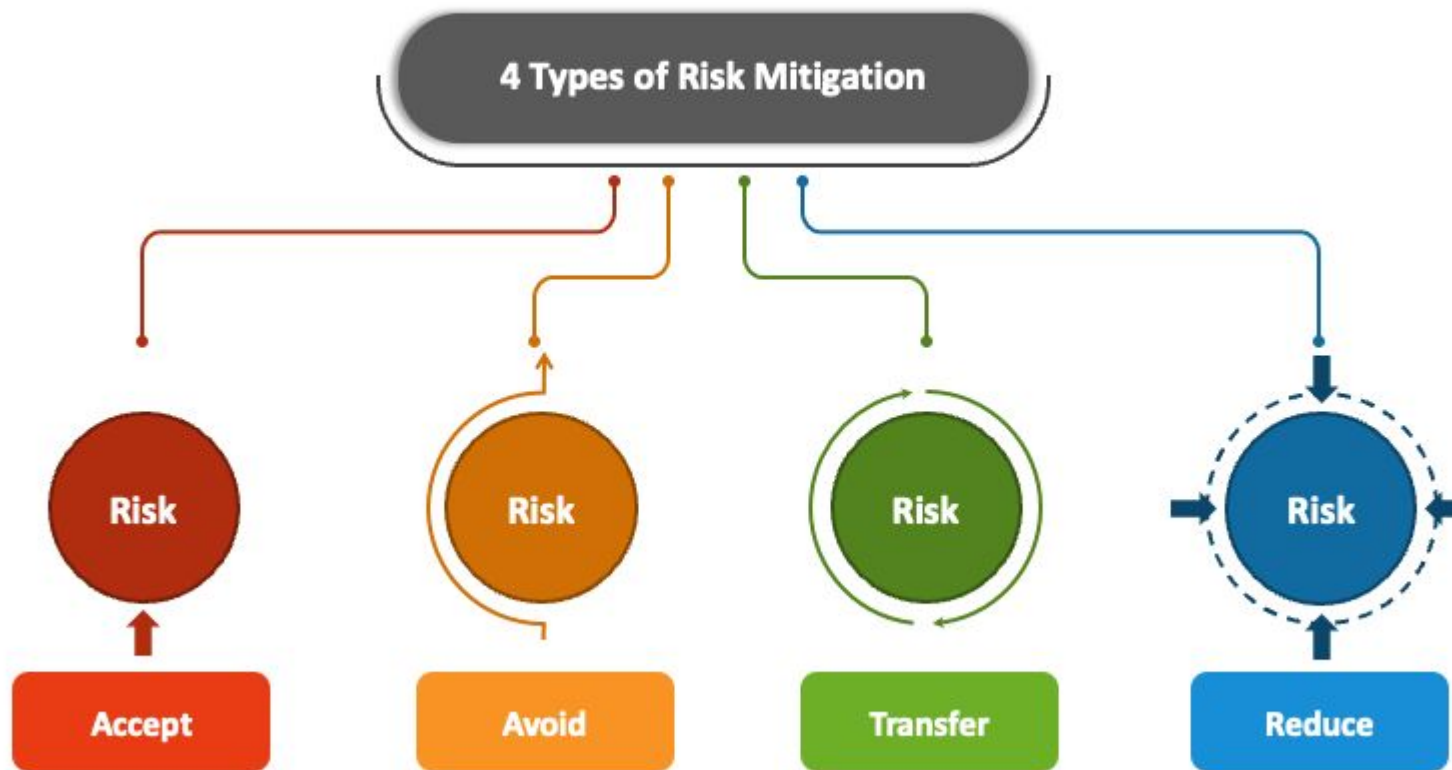 4 Types of Risk Mitigation
Risk
Risk
Risk
Risk
Accept
Avoid
Transfer
Reduce